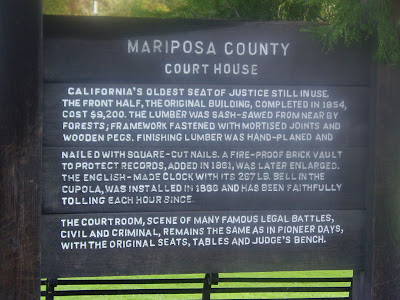 MARIPOSA COUNTY
COURT HOUSE
CALIFORNIA'S OLDEST SEAT OF JUSTICE STILL IN USE.
THE FRONT HALF, THE ORIGINAL BUILDING, COMPLETED IN 1854,
COST $9,200. THE LUMBER WAS SASH-SAWED FROM NEAR BY
FORESTS; FRAMEWORK FASTENED WITH MORTISED JOINTS AND
WOODEN PEGS. FINISHING LUMBER WAS HAND-PLANED AND
NAILED WITH SQUARE-CUT NAILS. A FIRE-PROOF BRICK VAULT
TO PROTECT RECORDS, ADDED IN 1861, WAS LATER ENLARGED.
THE ENGLISH-MADE CLOCK WITH ITS 267 LB. BELL IN THE
CUPOLA, WAS INSTALLED IN 1866 AND HAS BEEN FAITHFULLY
TOLLING EACH HOUR SINCE.
THE COURTROOM, SCENE OF MANY FAMOUS LEGAL BATTLES,
CIVIL AND CRIMINAL, REMAINS THE SAME AS IN PIONEER DAYS,
WITH THE ORIGINAL SEATS, TABLES AND JUDGE'S BENCH.